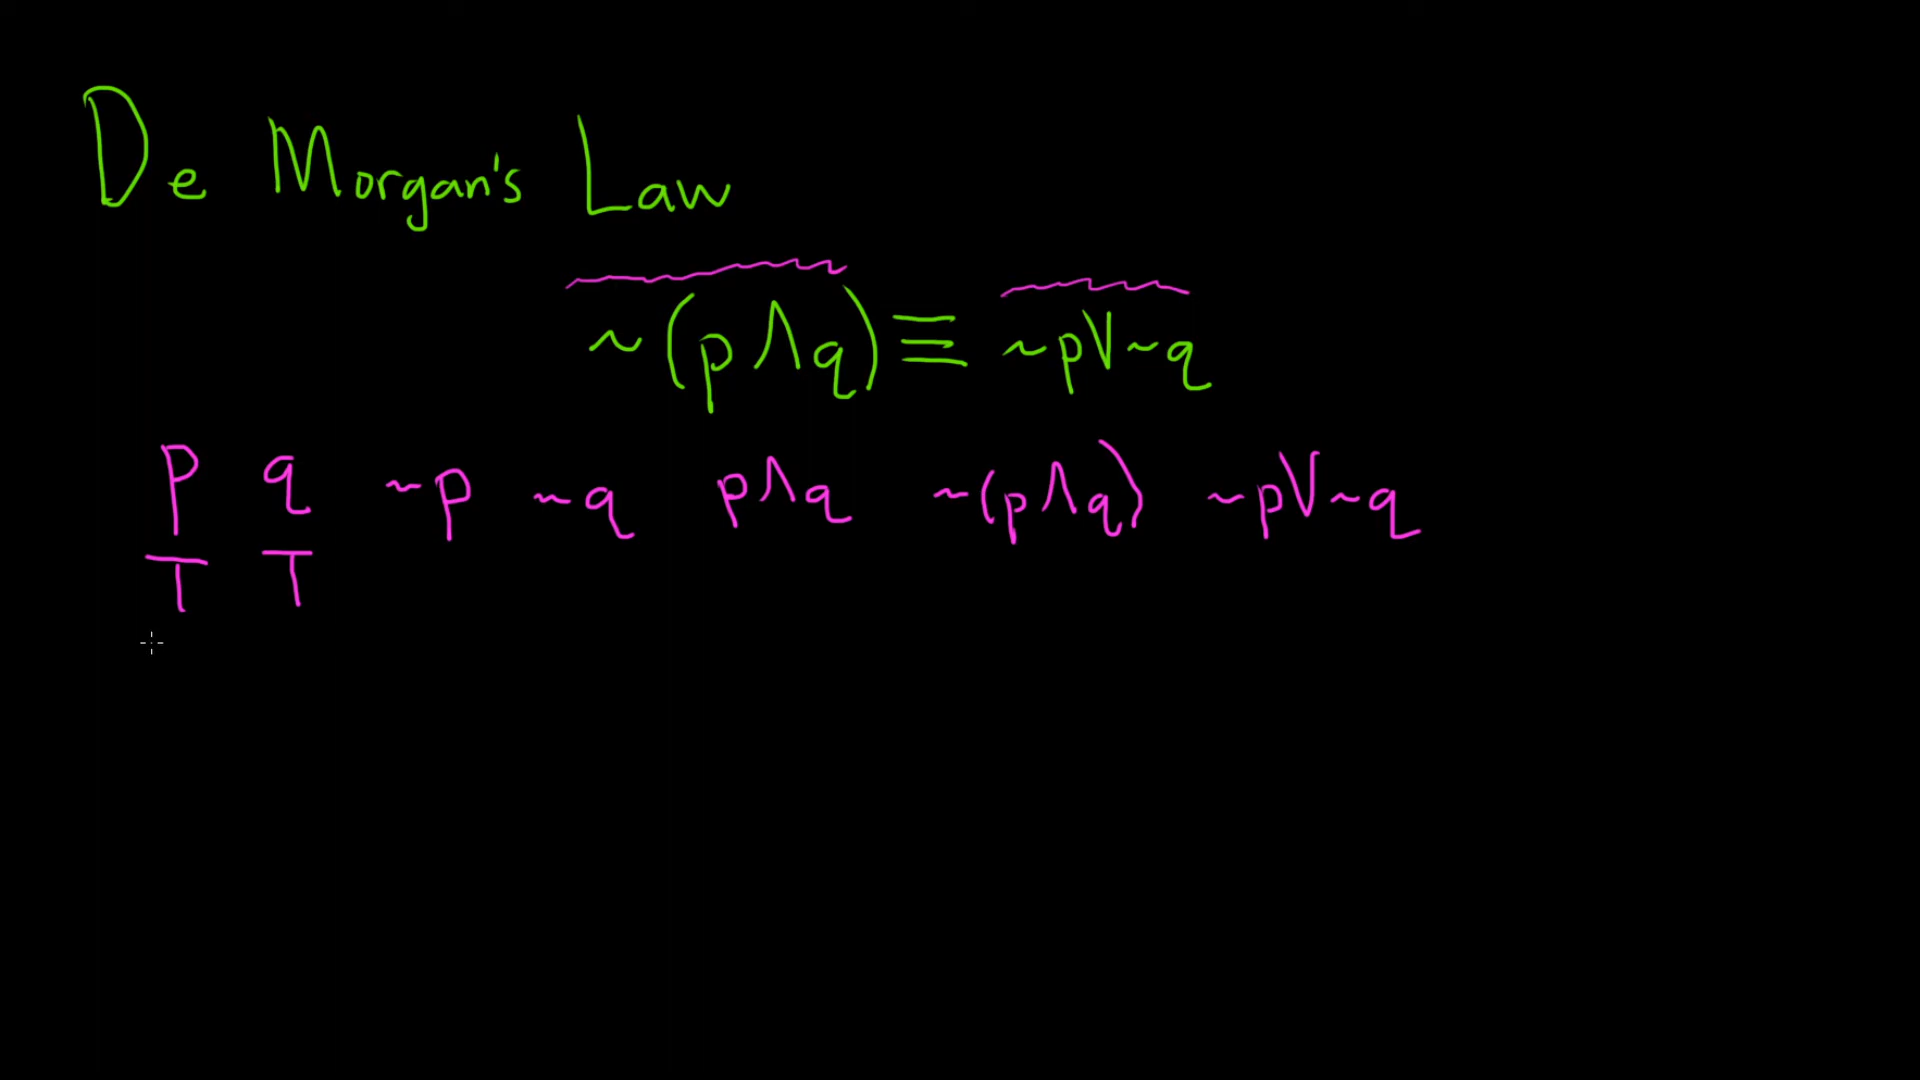 De Morgan's Law
~(p∧q)≡ ~p∨~q
p q ~p ~q p∧q ~(p∧q) ~p∨~q
T T